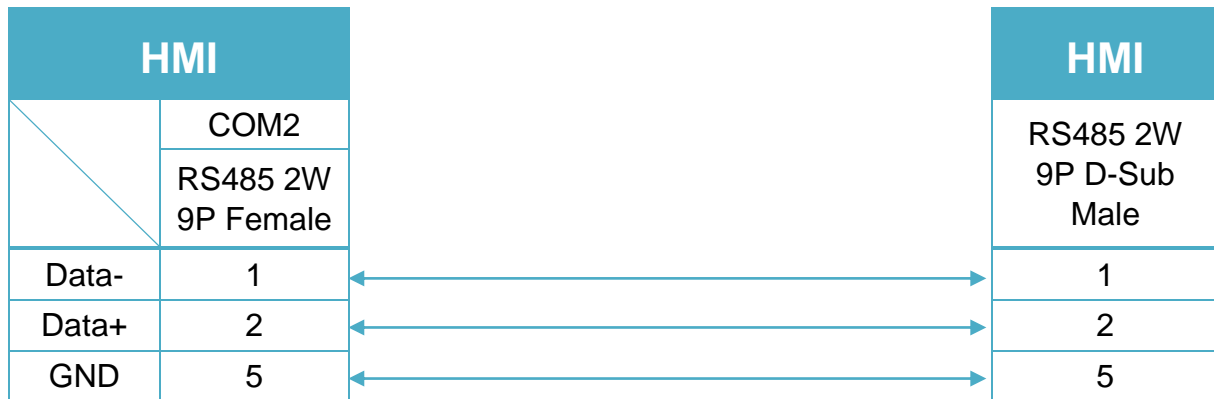 HMI
HMI
COM2
RS485 2W
9P Female
RS485 2W
9P D-Sub
Male
Data- 1 1
Data+ 2 2
GND 5 5